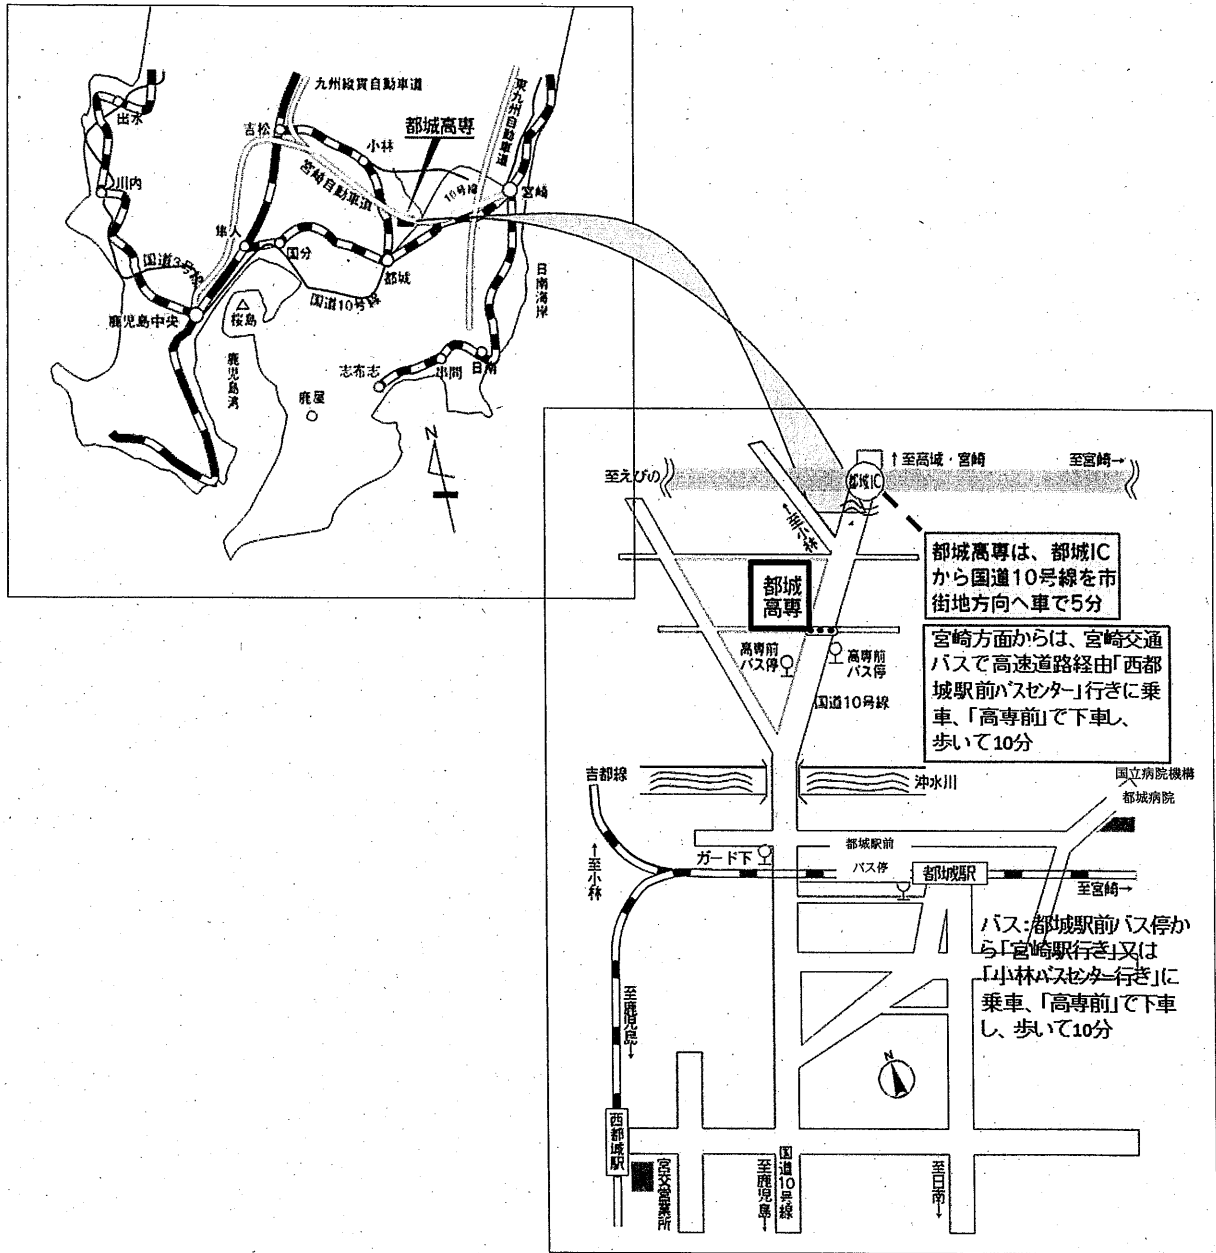 九州縦貫自動車道
東九州自動車道
出水
吉松
都城高専
小林
宮崎自動車道
10号線
川内
宮崎
隼人
国分
国道3号線
都城
日南海岸
国道10号線
鹿児島中央
桜島
鹿児島湾
志布志
串間
日南
鹿屋
N
↑至高城・宮崎
至宮崎→
至えびの
都城IC
↑至小林
都城高専は、都城IC
から国道10号線を市
街地方向へ車で5分
都城
高専
宮崎方面からは、宮崎交通
バスで高速道路経由「西都
城駅前バスセンター」行きに乗
車、「高専前」で下車し、
歩いて10分
高専前
バス停
高専前
バス停
国道10号線
吉都線
沖水川
国立病院機構
都城病院
ガード下
都城駅前
バス停
都城駅
↑至小林
至宮崎→
バス：都城駅前バス停か
ら「宮崎駅行き」又は
「小林バスセンター行き」に
乗車、「高専前」で下車
し、歩いて10分
至鹿児島→
N
西都城駅
宮交営業所
至鹿児島→
国道10号線
至日南→